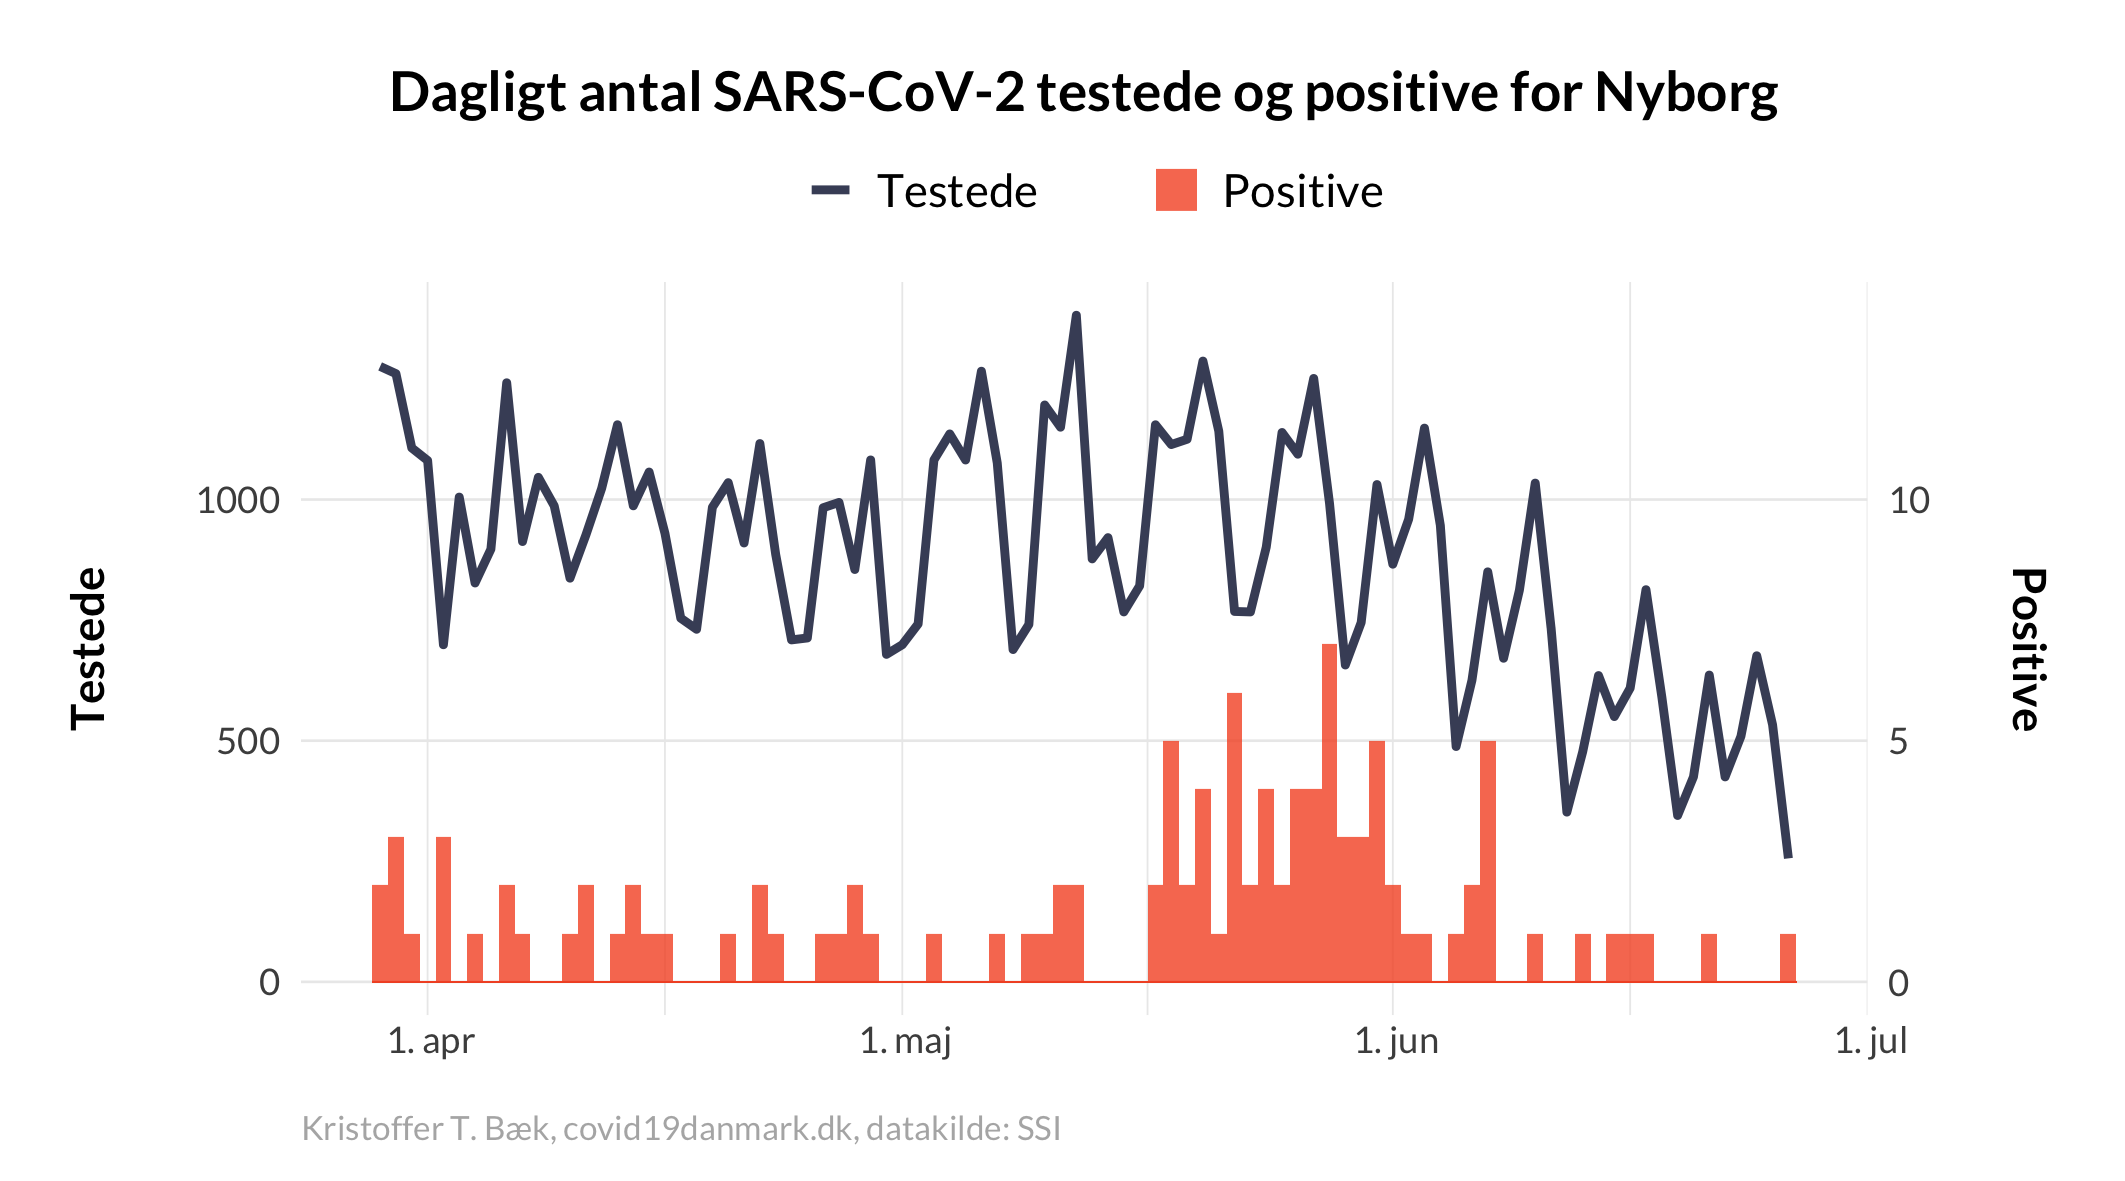 Dagligt antal SARS-CoV-2 testede og positive for Nyborg
Testede
Positive
1000
500
0
Testede
10
5
0
Positive
1. apr
1. maj
1. jun
1. jul
Kristoffer T. Bæk, covid19danmark.dk, datakilde: SSI